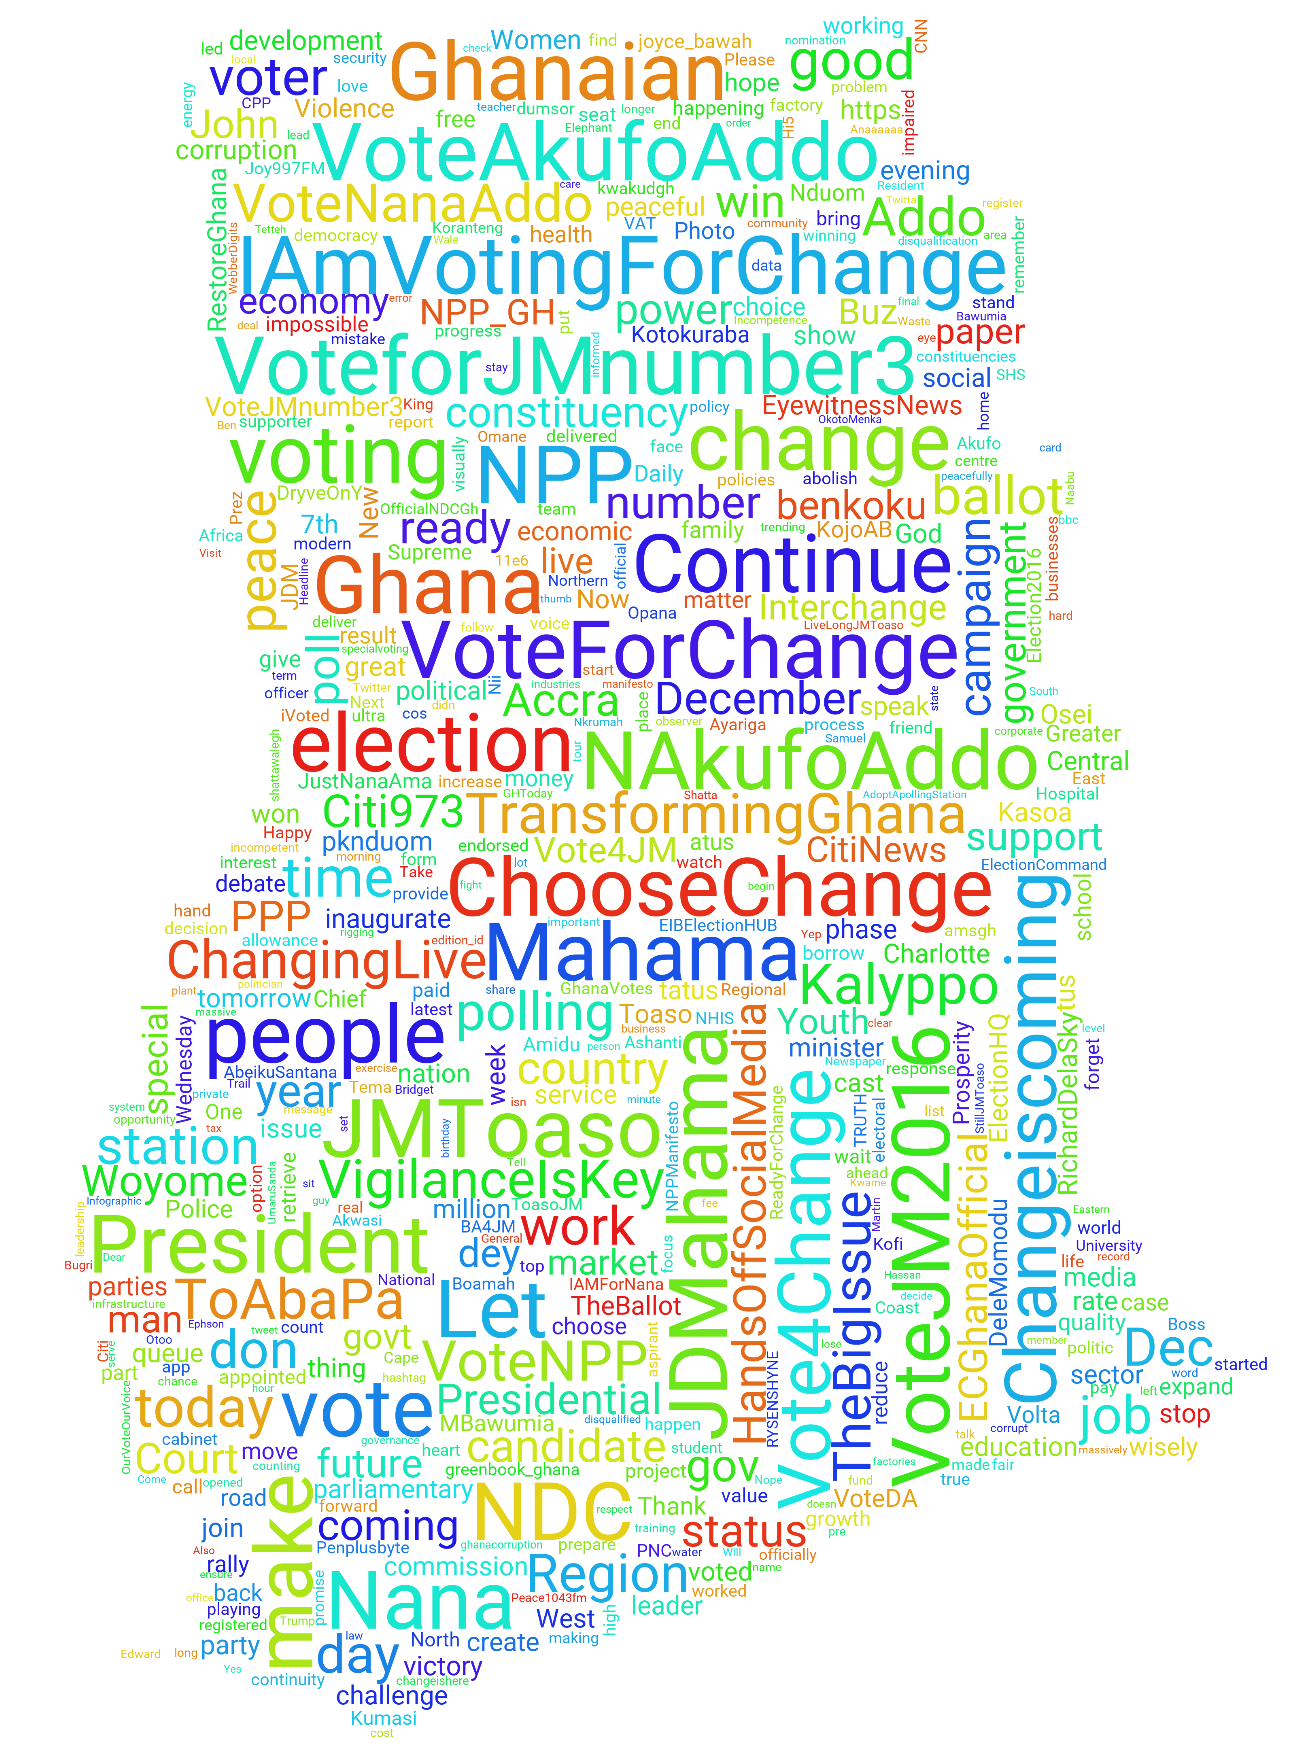 working
led development Women find joyce_bawah nomination CNN
check
local security Ghanaian Please good
voter love hope problem
energy CPP Violence teacher dumsor seat longer happening factory https
John lead free Elephant end order Hi5 Anaaaaaa impaired
corruption Joy997FM VoteAkufoAddo evening
care kwakudgh Nduom Resident
RestoreGhana VoteNanaAddo peaceful win Addo Twitta register
Tetteh democracy Koranteng health VAT Photo community bring winning disqualification area remember
WebberDigits Wale
IAmVotingForChange
data
economy error NPP_GH power choice Buz final stand
deal impossible progress put Incompetence Waste Bawumia paper
mistake Kotokuraba show eye
VoteforJMnumber3 constituencies
informed stay social SHS
VoteJMnumber3 King constituency policy EyewitnessNews home
Ben supporter report OkotoMenka
voting Omane delivered face change Akufo card
visually NPP Daily policies abolish centre peacefully Naabu
DryveOnY OfficialNDCGh team number benkoku ballot
Prez New 7th ready economic family trending KojoAB God bbc
Africa modern Supreme 11e6 live official Continue campaign government businesses
Visit peace JDM Headline Ghana Northern Election2016
thumb Now matter Interchange
Opana hard
deliver follow voice LiveLongJMToaso
poll result specialvoting VoteForChange
give great start
term Twitter political Nii industries manifesto South
officer Next didn Accra December speak state Osei
iVoted ultra cos Nkrumah place observer Ayariga process friend corporate Greater
election tour NAkufoAddo Samuel Central
shattawalegh JustNanaAma increase money East
GHToday Shatta AdoptApollingStation Hospital
won Citi973 TransformingGhana Kasoa
Happy pknduom endorsed Vote4JM atus CitiNews support
incompetent morning form lot watch ElectionCommand
interest time Take ChooseChange
debate provide fight begin school
hand PPP inaugurate important EIBElectionHUB Yep phase amsgh
decision allowance rigging edition_id borrow Charlotte
ChangingLive Mahama Changeiscoming
plant politician share GhanaVotes tatus Regional Kalyppo
tomorrow Chief paid polling
massive latest Toaso NHIS Youth clear tus
special people business level
Wednesday Amidu person Ashanti minister Prosperity ElectionHQ RichardDelaSky forget
AbeikuSantana exercise nation week country Newspaper response
Trail Tema Bridget service minute cast StillJMToaso
system private year message isn list
opportunity One set JMToaso birthday JDMahama HandsoffSocialMedia Vote4Change TRUTH electoral VoteJM2016
tax issue ReadyForChange wait
station Tell ahead
Woyome option UmaruSanda sit VigilanceIsKey NPPManifesto Kwame ECGhanaofficial
Infographic retrieve guy fee Martin DeleMomodu
leadership Police real Akwasi million ToasoJM TheBigIssue Eastern
President BA4JM General work Kofi world
Dear University
Bugri dey top market focus life record
parties National Boamah IAMForNana Hassan media
infrastructure ToAbaPa Let decide rate case
man Ephson count TheBallot Coast quality Boss
Citi serve Otoo tweet choose lose member
queue don govt politic Dec
part app chance thing Cape VoteNPP aspirant RYSENSHYNE reduce sector word started
appointed hashtag pay left expand
OurVoteOurVoice today hour vote Presidential Volta job stop
cabinet MBawumia disqualified happen talk corrupt
Court move governance heart candidate student education massively wisely
Come counting greenbook_ghana project gov factories made fair
call opened future Nope fund true
road parliamentary value VoteDA
forward NDC respect Thank doesn
join make coming training status growth
Penplusbyte ghanacorruption prepare pre
Also PNC water Will officially
rally commission Region voted name
ensure
office back promise Nana Peace1043fm worked
playing leader
registered Trump West high
Edward long party law North create making
day victory
Yes continuity changeishere
challenge
Kumasi
cost